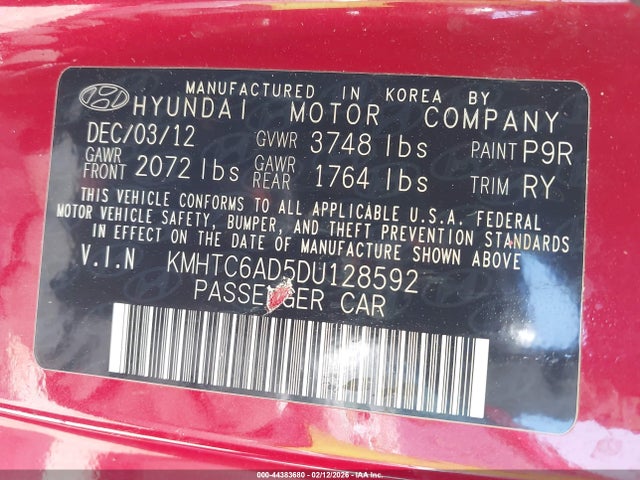 MANUFACTURED IN KOREA BY
HYUNDAI MOTOR COMPANY
DEC/03/12 GVWR 3748 lbs PAINT P9R
GAWR FRONT 2072 lbs GAWR REAR 1764 lbs TRIM RY
THIS VEHICLE CONFORMS TO ALL APPLICABLE U.S.A. FEDERAL
MOTOR VEHICLE SAFETY, BUMPER, AND THEFT PREVENTION STANDARDS
IN EFFECT ON THE DATE OF MANUFACTURE SHOWN ABOVE
V.I.N KMHTC6AD5DU128592
PASSENGER CAR
000-44383680 - 02/12/2026 - IAA Inc.